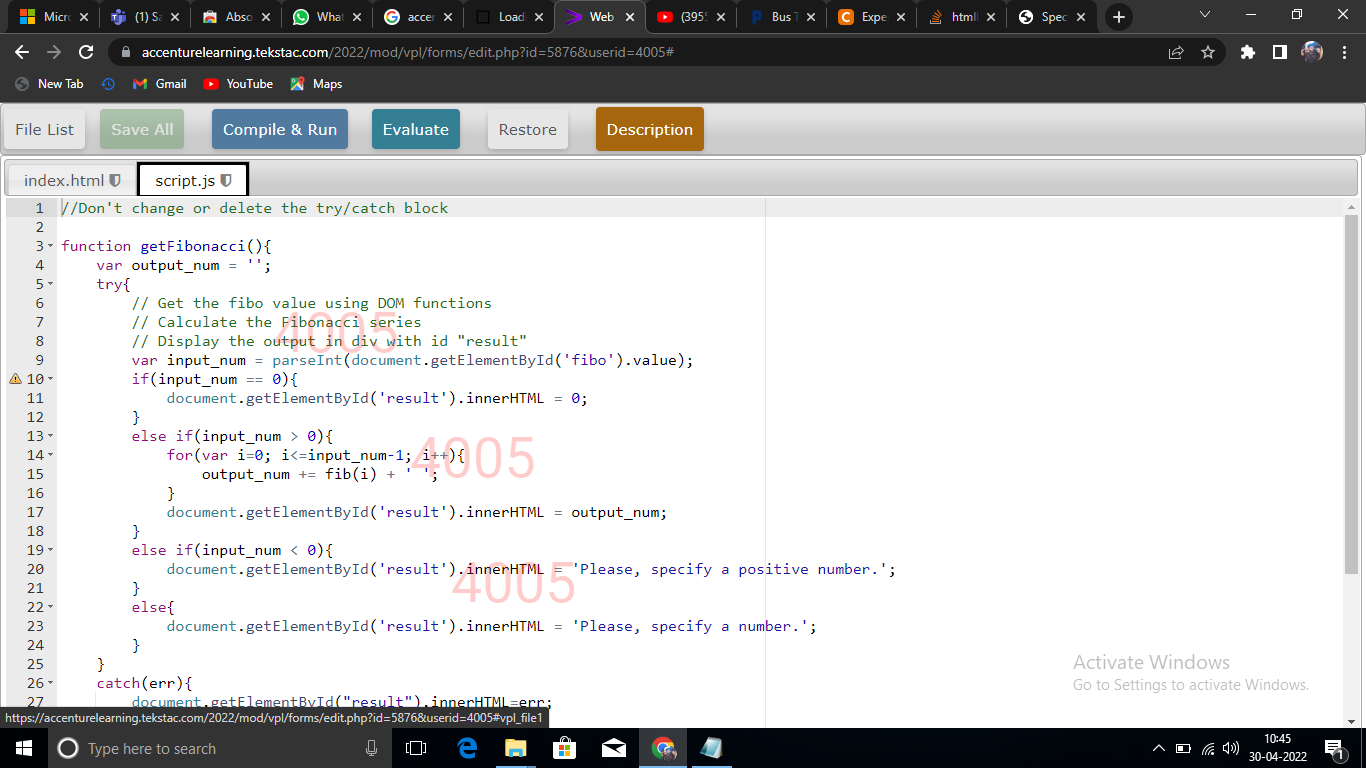 Micro
(1) Sa
Abso
What
accer
Load
Web
(3955
Bus T
Expe
htmll
Spec
accenturelearning.tekstac.com/2022/mod/vpl/forms/edit.php?id=5876&userid=4005#
New Tab
Gmail
YouTube
Maps
File List
Save All
Compile & Run
Evaluate
Restore
Description
index.html
script.js
1 //Don't change or delete the try/catch block
2
3 function getFibonacci(){
4 var output_num = '';
5 try{
6 // Get the fibo value using DOM functions
7 // Calculate the Fibonacci series
8 // Display the output in div with id "result"
9 var input_num = parseInt(document.getElementById('fibo').value);
10 if(input_num == 0){
11 document.getElementById('result').innerHTML = 0;
12 }
13 else if(input_num > 0){
14 for(var i=0; i<=input_num-1; i++){
15 output_num += fib(i) + ' ';
16 }
17 document.getElementById('result').innerHTML = output_num;
18 }
19 else if(input_num < 0){
20 document.getElementById('result').innerHTML = 'Please, specify a positive number.';
21 }
22 else{
23 document.getElementById('result').innerHTML = 'Please, specify a number.';
24 }
25 }
26 catch(err){
27 document.getElementById("result").innerHTML=err;
4005
4005
4005
Activate Windows
Go to Settings to activate Windows.
https://accenturelearning.tekstac.com/2022/mod/vpl/forms/edit.php?id=5876&userid=4005#vpl_file1
Type here to search
10:45
30-04-2022
1